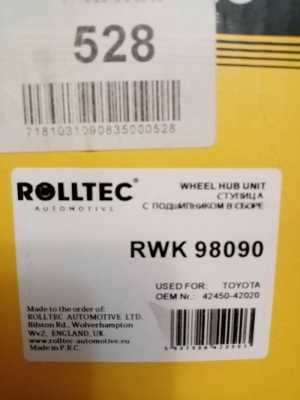 528
7181031090835000528
ROLLTEC
AUTOMOTIVE
WHEEL HUB UNIT
СТУПИЦА
С ПОДШИПНИКОМ В СБОРЕ
RWK 98090
USED FOR: TOYOTA
OEM Nr.: 42450-42020
Made to the order of:
ROLLTEC AUTOMOTIVE LTD.
Bilston Rd., Wolverhampton
Wv2, ENGLAND, UK.
www.rolltec-automotive.eu
Made in P.R.C.